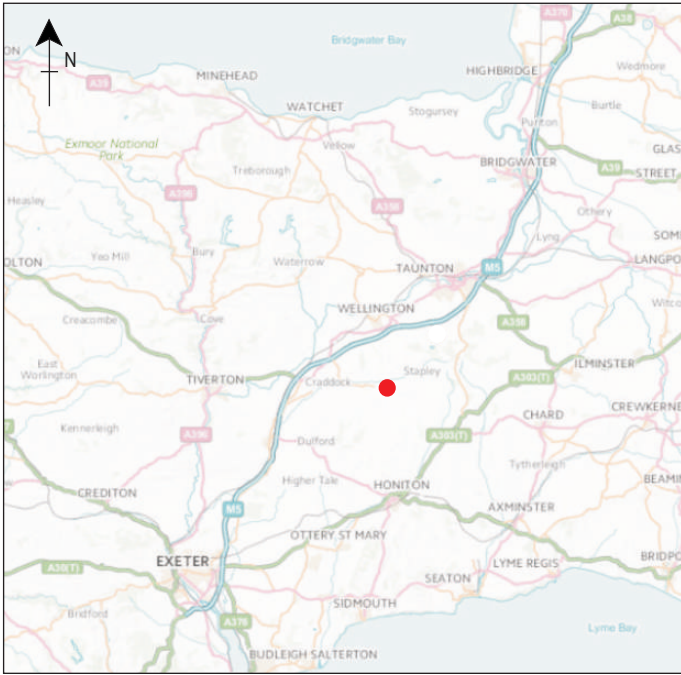 Bridgwater Bay
A370
A38
N
HIGHBRIDGE
Wedmore
MINEHEAD
A39
WATCHET
Stogursey
Burtle
Puriton
Exmoor National
Park
Yellow
GLAS
Treborough
BRIDGWATER
A39
STREET
A396
Heasley
A358
Othery
Lyng
SOM
Bury
Yeo Mill
Waterrow
OLTON
TAUNTON
M5
LANGPO
WELLINGTON
Creacombe
Cove
A358
Witco
East
Worlington
ILMINSTER
Stapley
TIVERTON
Craddock
A303(T)
CREWKERNE
CHARD
Kennerleigh
A396
Dulford
A303(T)
Tytherleigh
Higher Tale
HONITON
BEAMIN
CREDITON
M5
AXMINSTER
OTTERY ST MARY
EXETER
BRIDPO
LYME REGIS
A30(T)
SEATON
Bridford
SIDMOUTH
A376
Lyme Bay
BUDLEIGH SALTERTON